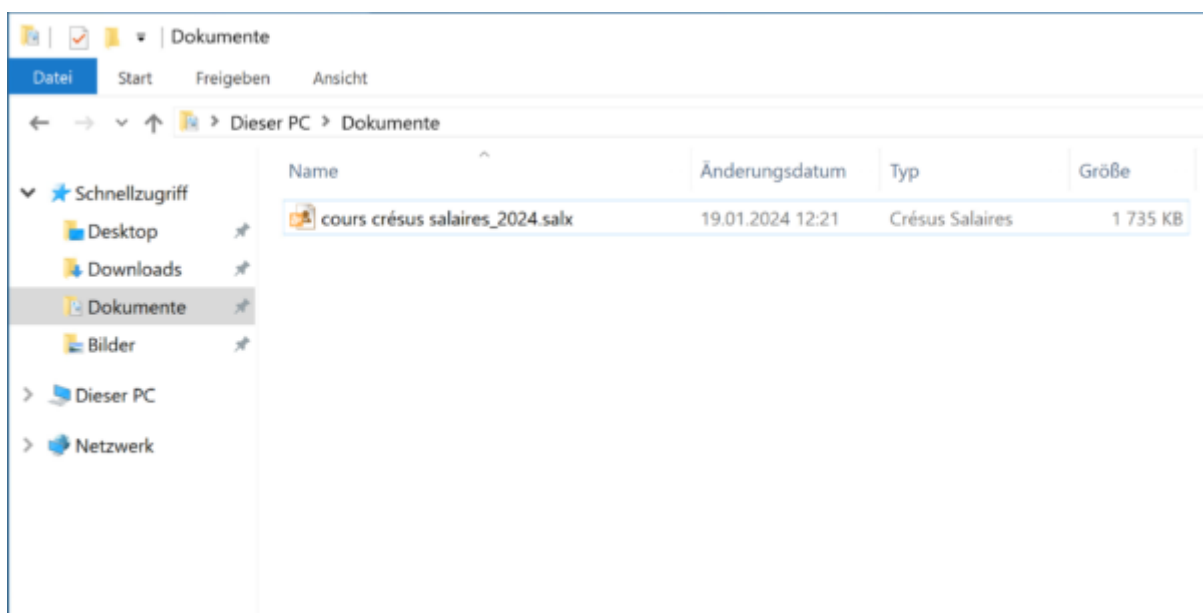 Dokumente
Datei Start Freigeben Ansicht
Dieser PC > Dokumente
Name Änderungsdatum Typ Größe
Schnellzugriff
cours crésus salaires_2024.salx 19.01.2024 12:21 Crésus Salaires 1 735 KB
Desktop
Downloads
Dokumente
Bilder
Dieser PC
Netzwerk